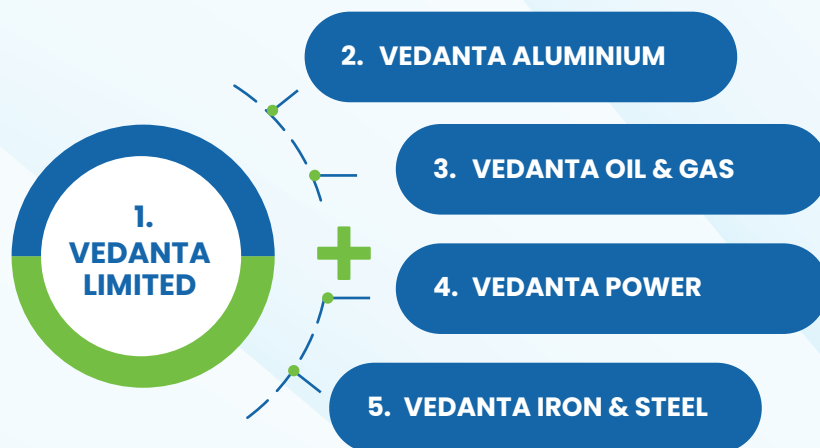 1.
VEDANTA
LIMITED
2. VEDANTA ALUMINIUM
3. VEDANTA OIL & GAS
4. VEDANTA POWER
5. VEDANTA IRON & STEEL